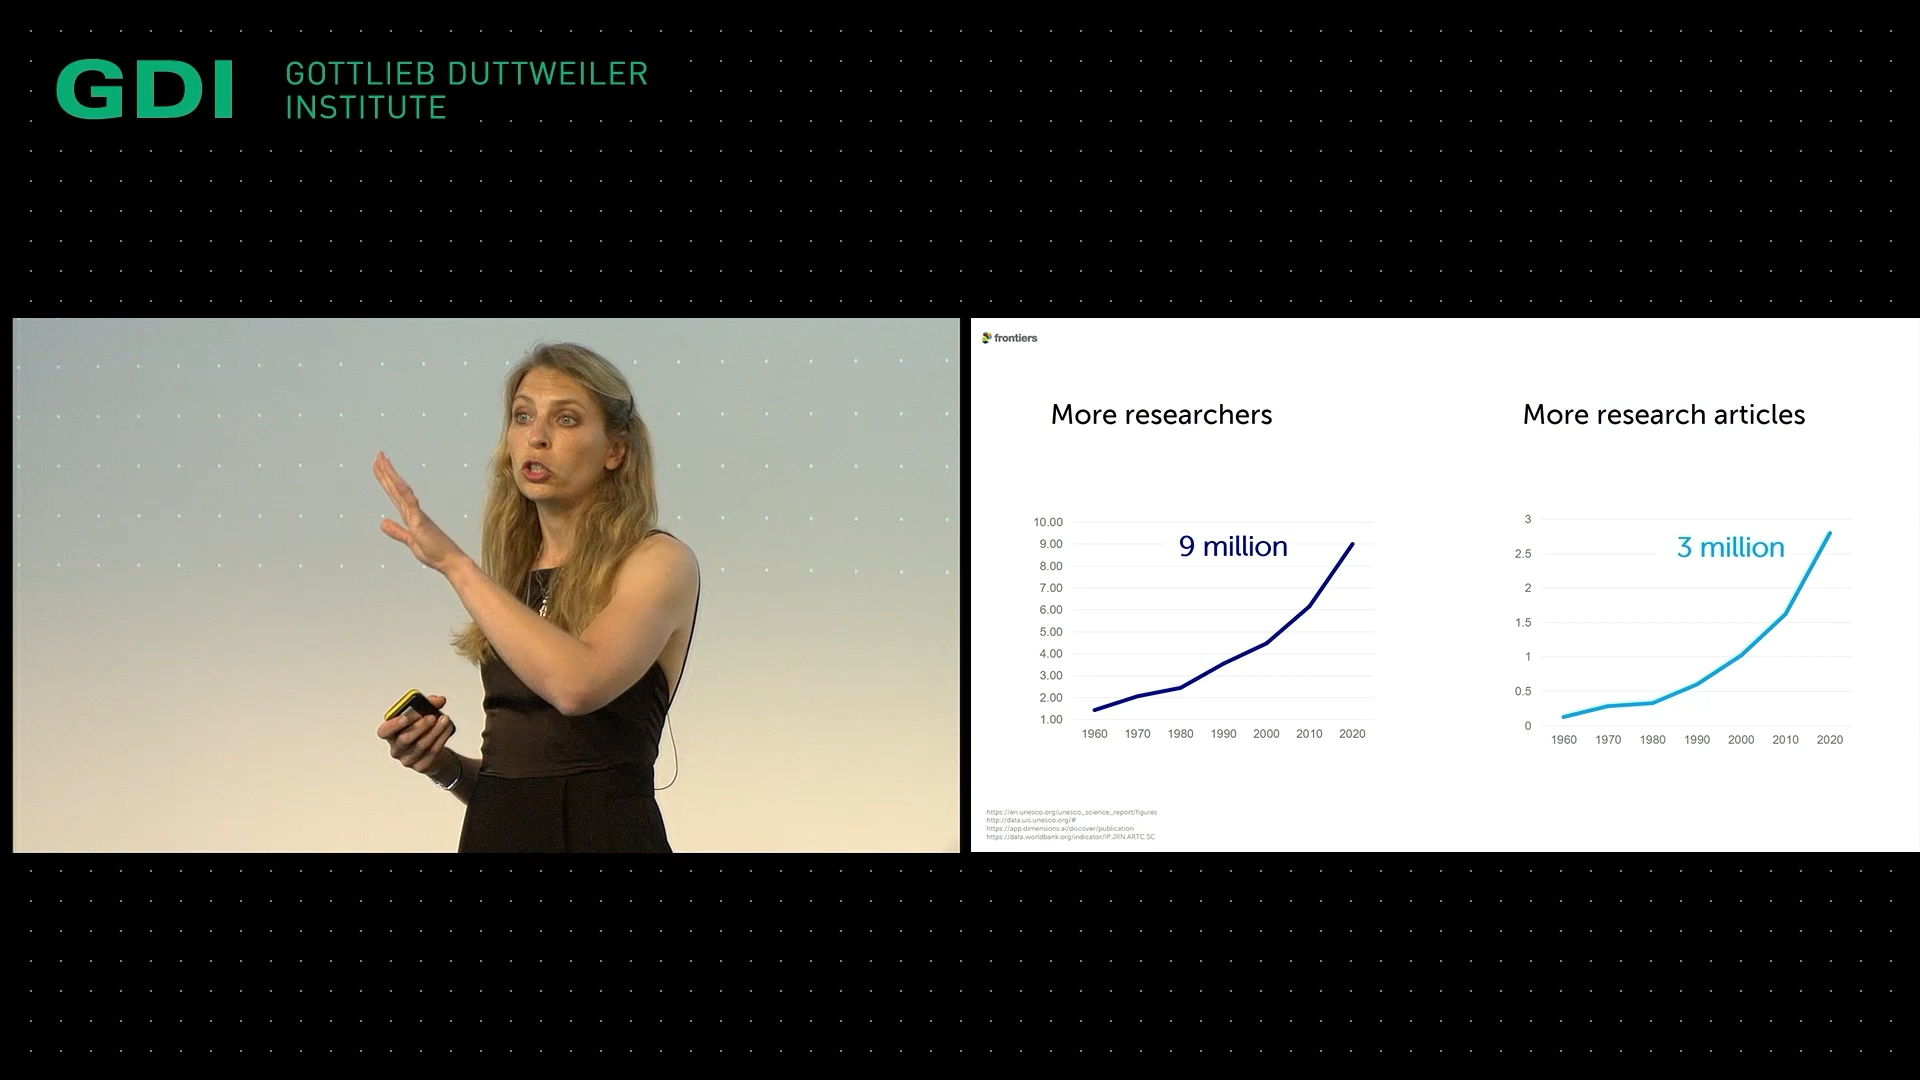 GDI
GOTTLIEB DUTTWEILER
INSTITUTE
frontiers
More researchers
More research articles
9 million
10.00
9.00
8.00
7.00
6.00
5.00
4.00
3.00
2.00
1.00
1960 1970 1980 1990 2000 2010 2020
3 million
3
2.5
2
1.5
1
0.5
0
1960 1970 1980 1990 2000 2010 2020
https://en.unesco.org/unesco_science_report/figures
http://data.uis.unesco.org/#
https://app.dimensions.ai/discover/publication
https://data.worldbank.org/indicator/IP.JRN.ARTC.SC